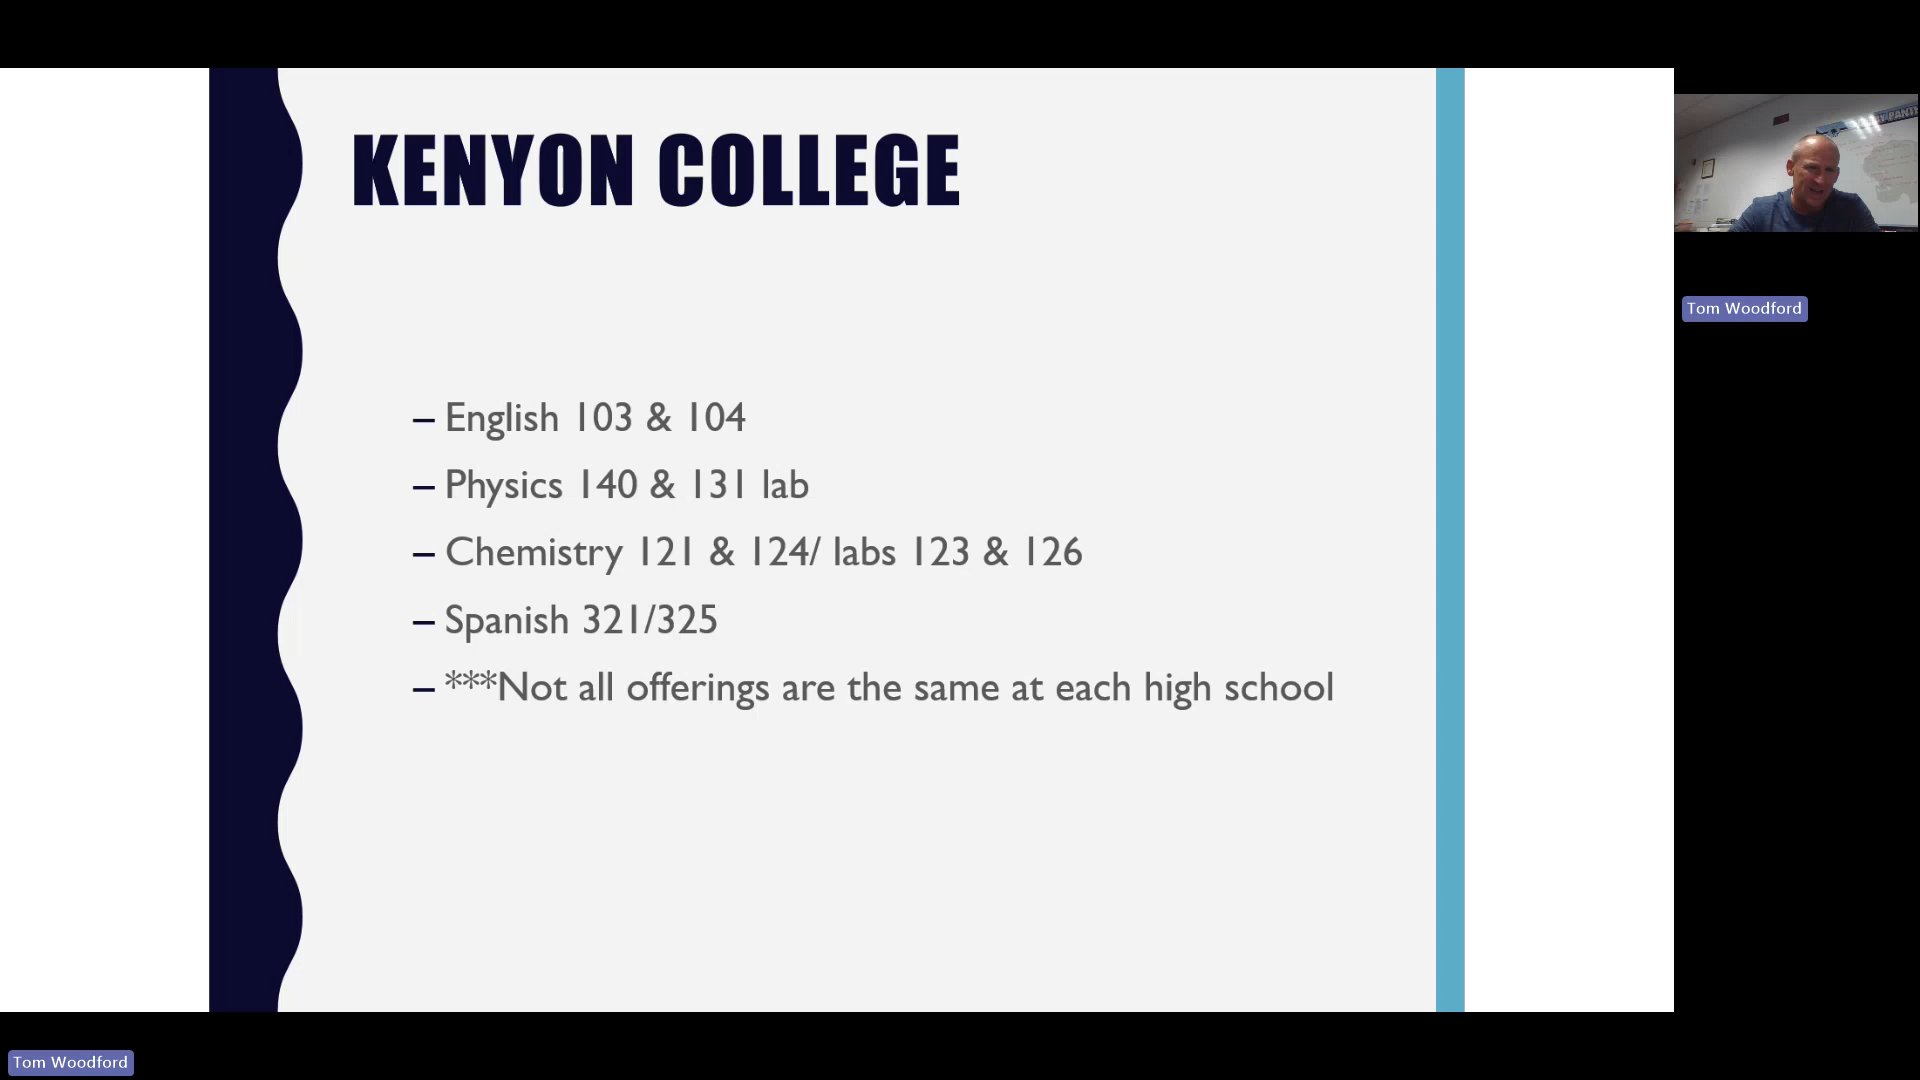 KENYON COLLEGE
– English 103 & 104
– Physics 140 & 131 lab
– Chemistry 121 & 124/ labs 123 & 126
– Spanish 321/325
– ***Not all offerings are the same at each high school
Tom Woodford
Tom Woodford